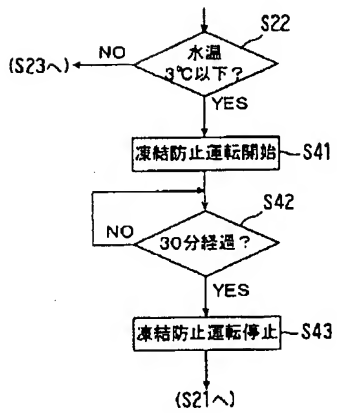 S22
水温
3℃以下?
NO
(S23へ)
YES
凍結防止運転開始
S41
S42
30分経過?
NO
YES
凍結防止運転停止
S43
(S21へ)